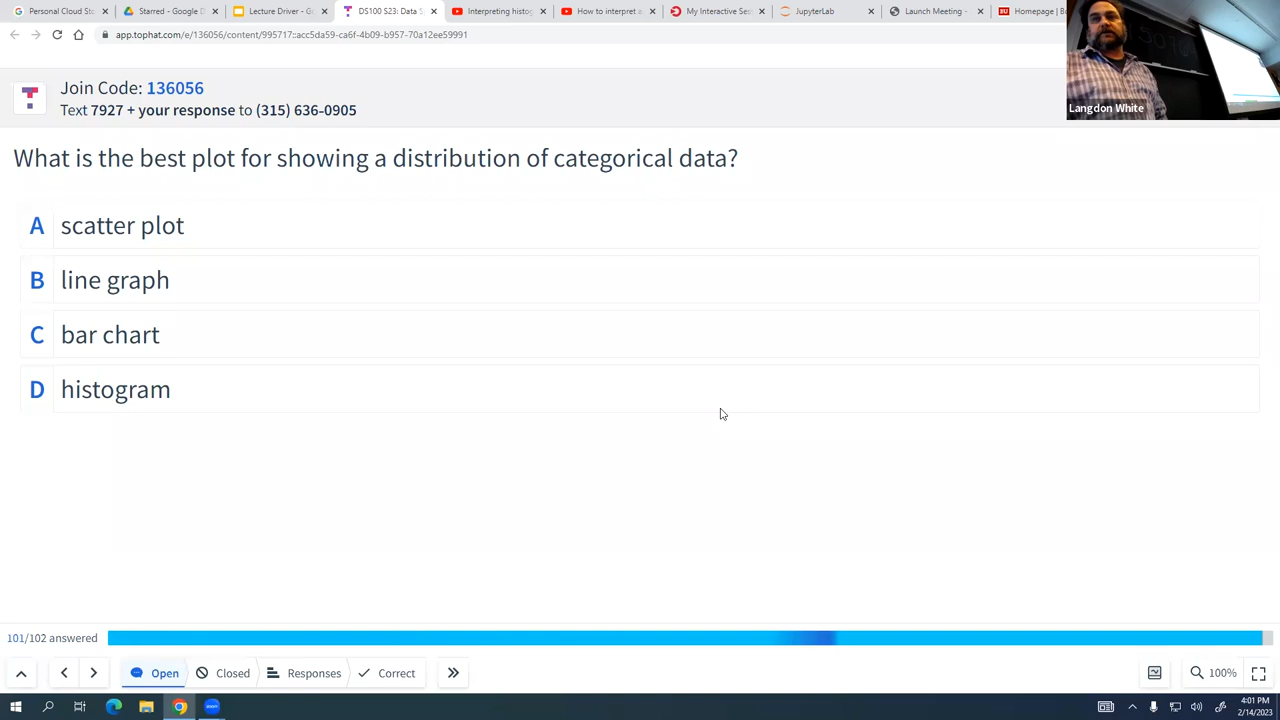 Personal Cloud Sto
Starred - Google D
Lecture Driver - Go
DS100 S23: Data S
Interpreting histog
How to interpret a
My Interactive Ses
JupyterLab
Launch Meeting -
Homepage | Bo
app.tophat.com/e/136056/content/995717::acc5da59-ca6f-4b09-b957-70a12ee59991
Join Code: 136056
Text 7927 + your response to (315) 636-0905
Langdon White
What is the best plot for showing a distribution of categorical data?
A scatter plot
B line graph
C bar chart
D histogram
101/102 answered
Open
Closed
Responses
Correct
100%
4:01 PM
2/14/2023